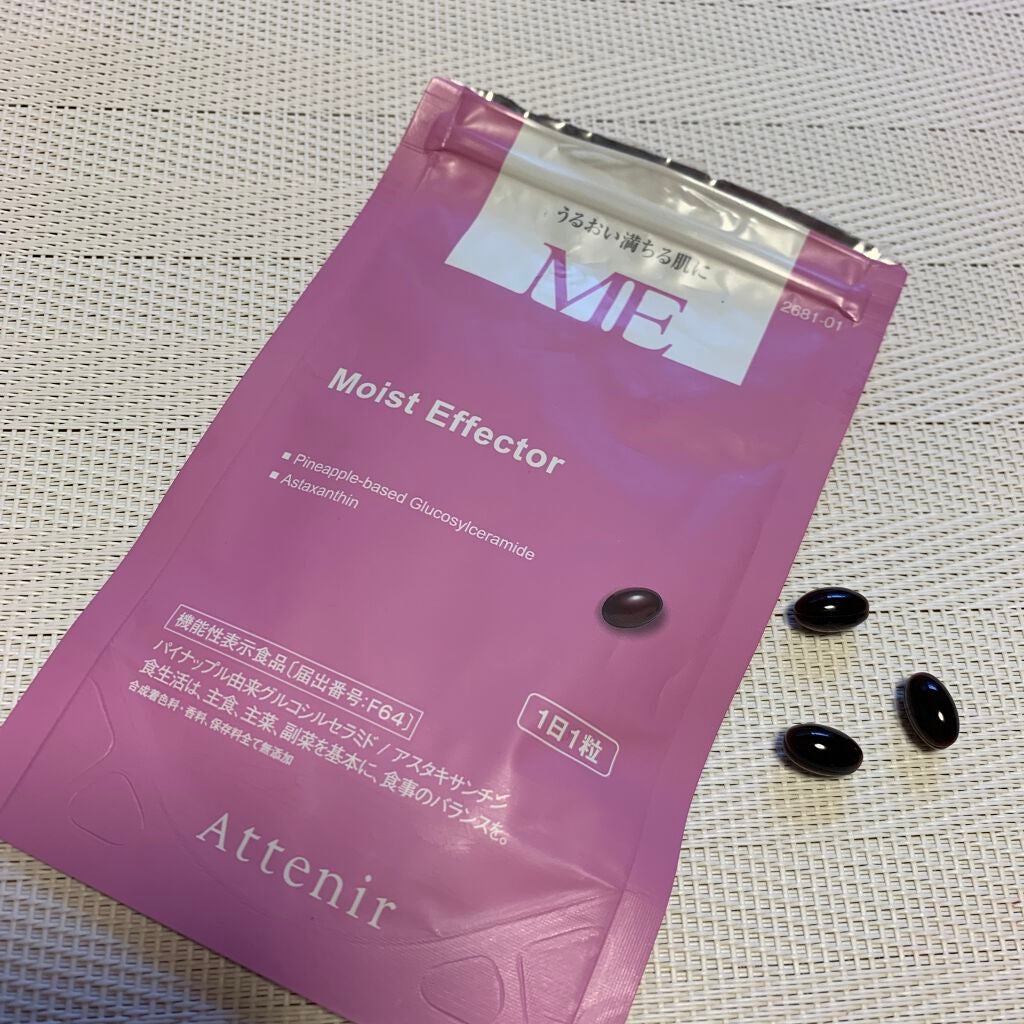 うるおい満ちる肌に
ME
2681-01
Moist Effector
■ Pineapple-based Glucosylceramide
■ Astaxanthin
機能性表示食品〔届出番号:F64〕
パイナップル由来グルコシルセラミド / アスタキサンチン
食生活は、主食、主菜、副菜を基本に、食事のバランスを。
合成着色料・香料、保存料全て無添加
1日1粒
Attenir